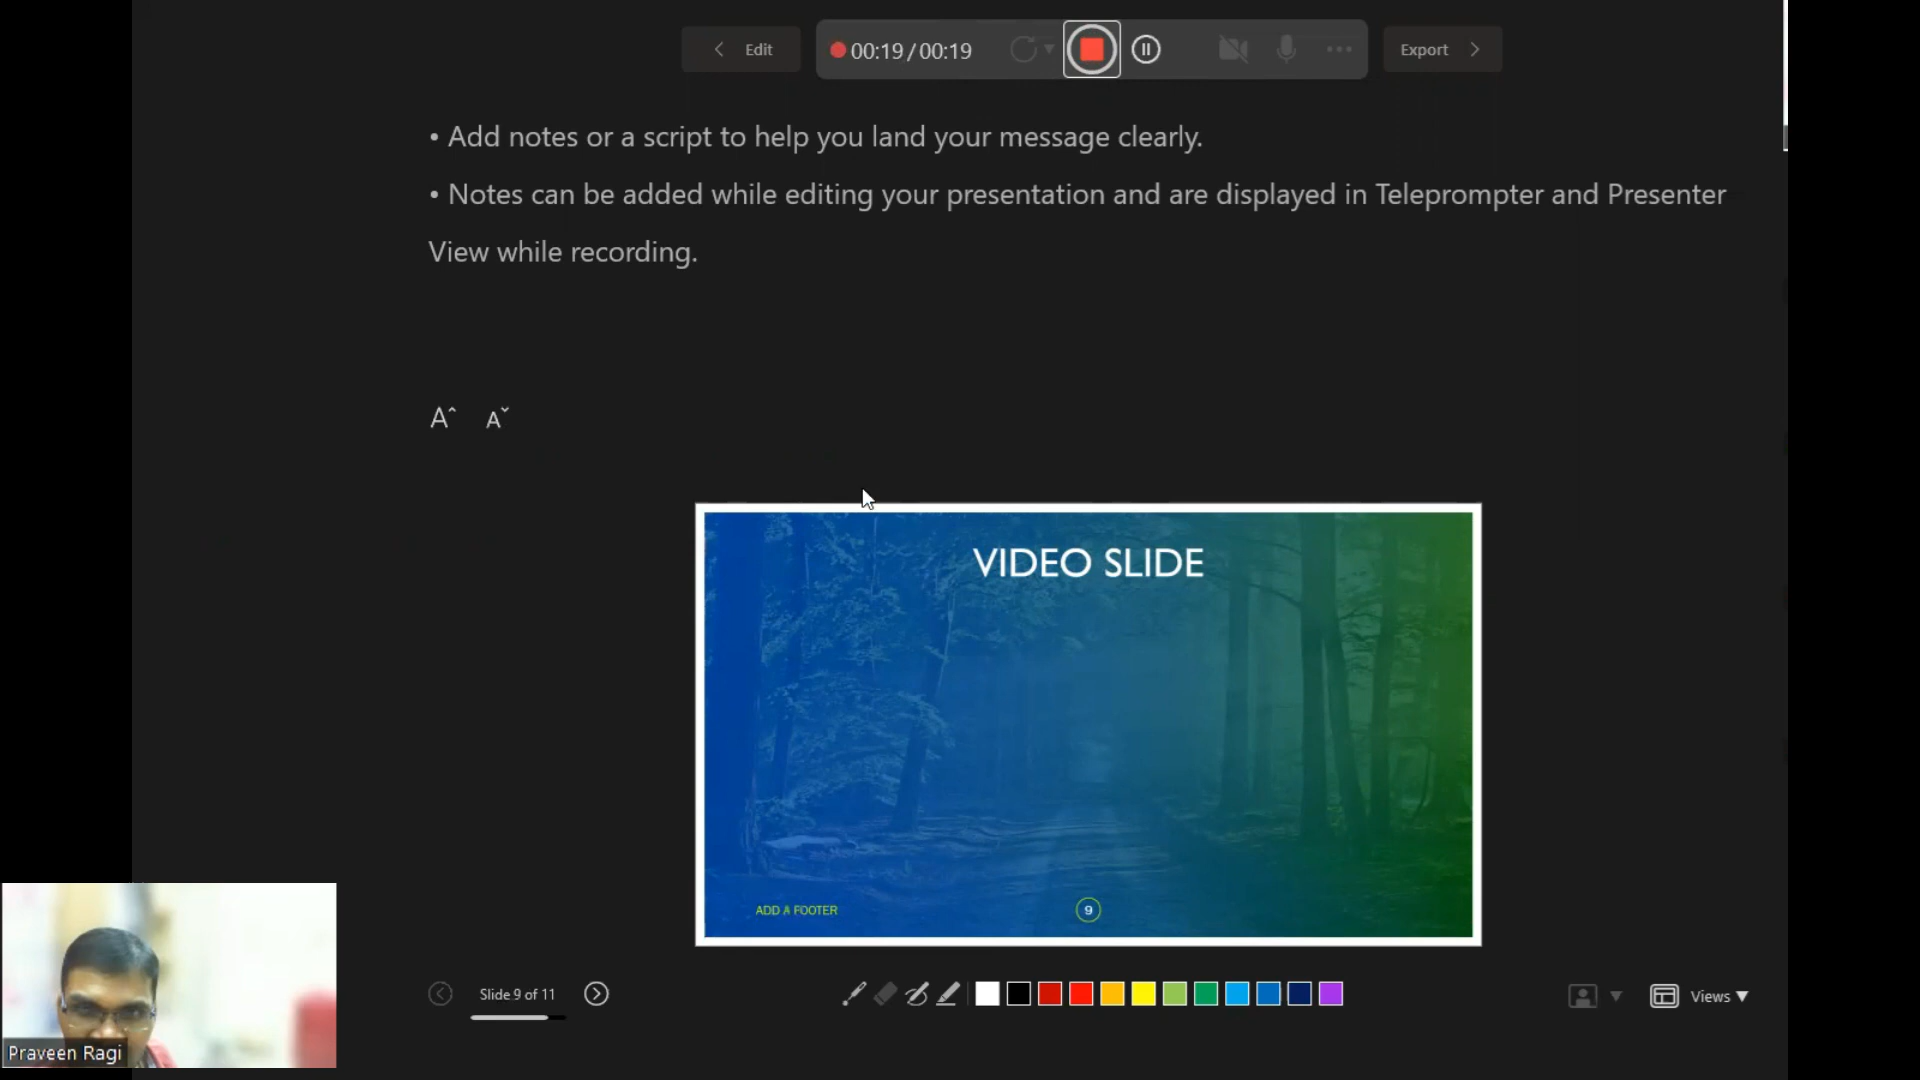 Edit
00:19/00:19
Export
• Add notes or a script to help you land your message clearly.
• Notes can be added while editing your presentation and are displayed in Teleprompter and Presenter
View while recording.
A A
VIDEO SLIDE
ADD A FOOTER
9
Praveen Ragi
Slide 9 of 11
Views